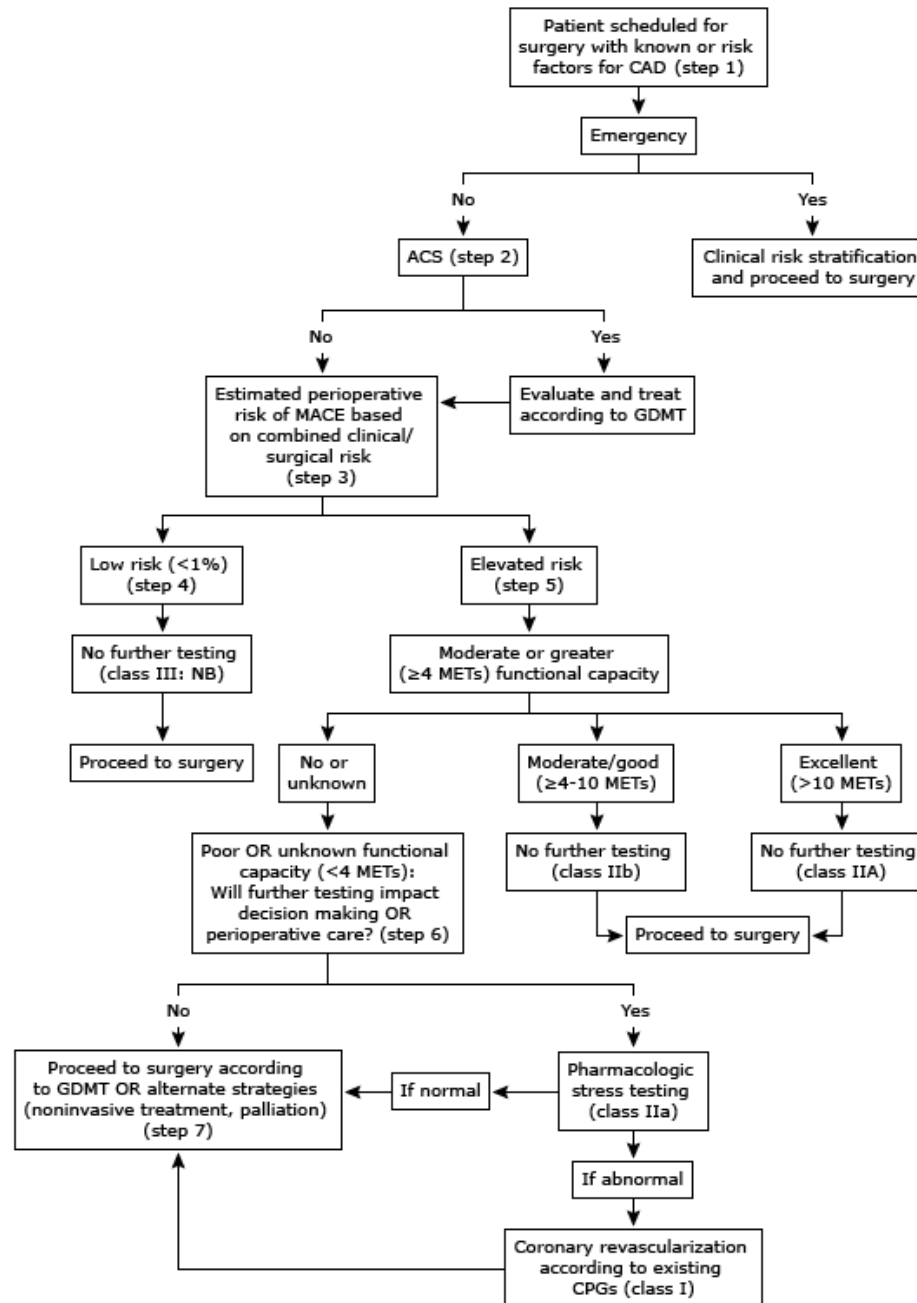 Patient scheduled for
surgery with known or risk
factors for CAD (step 1)
Emergency
No
Yes
ACS (step 2)
Clinical risk stratification
and proceed to surgery
No
Yes
Estimated perioperative
risk of MACE based
on combined clinical/
surgical risk
(step 3)
Evaluate and treat
according to GDMT
Low risk (<1%)
(step 4)
Elevated risk
(step 5)
No further testing
(class III: NB)
Moderate or greater
(≥4 METs) functional capacity
Proceed to surgery
No or
unknown
Moderate/good
(≥4-10 METs)
Excellent
(>10 METs)
Poor OR unknown functional
capacity (<4 METs):
Will further testing impact
decision making OR
perioperative care? (step 6)
No further testing
(class IIb)
No further testing
(class IIA)
Proceed to surgery
No
Yes
Proceed to surgery according
to GDMT OR alternate strategies
(noninvasive treatment, palliation)
(step 7)
If normal
Pharmacologic
stress testing
(class IIa)
If abnormal
Coronary revascularization
according to existing
CPGs (class I)